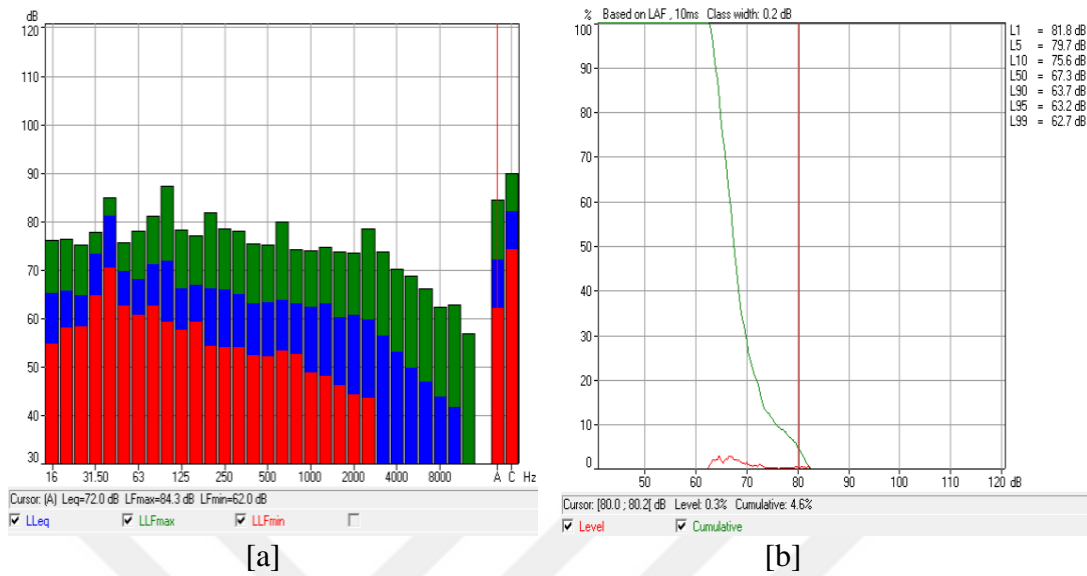 dB
120
110
100
90
80
70
60
50
40
30
16 31.50 63 125 250 500 1000 2000 4000 8000 A C Hz
Cursor: (A) Leq=72.0 dB LFmax=84.3 dB LFmin=62.0 dB
LLeq LLFmax LLFmin
[a]
% Based on LAF , 10ms Class width: 0.2 dB
100
90
80
70
60
50
40
30
20
10
0
50 60 70 80 90 100 110 120 dB
L1 = 81.8 dB
L5 = 79.7 dB
L10 = 75.6 dB
L50 = 67.3 dB
L90 = 63.7 dB
L95 = 63.2 dB
L99 = 62.7 dB
Cursor: [80.0 ; 80.2[ dB Level: 0.3% Cumulative: 4.6%
Level Cumulative
[b]